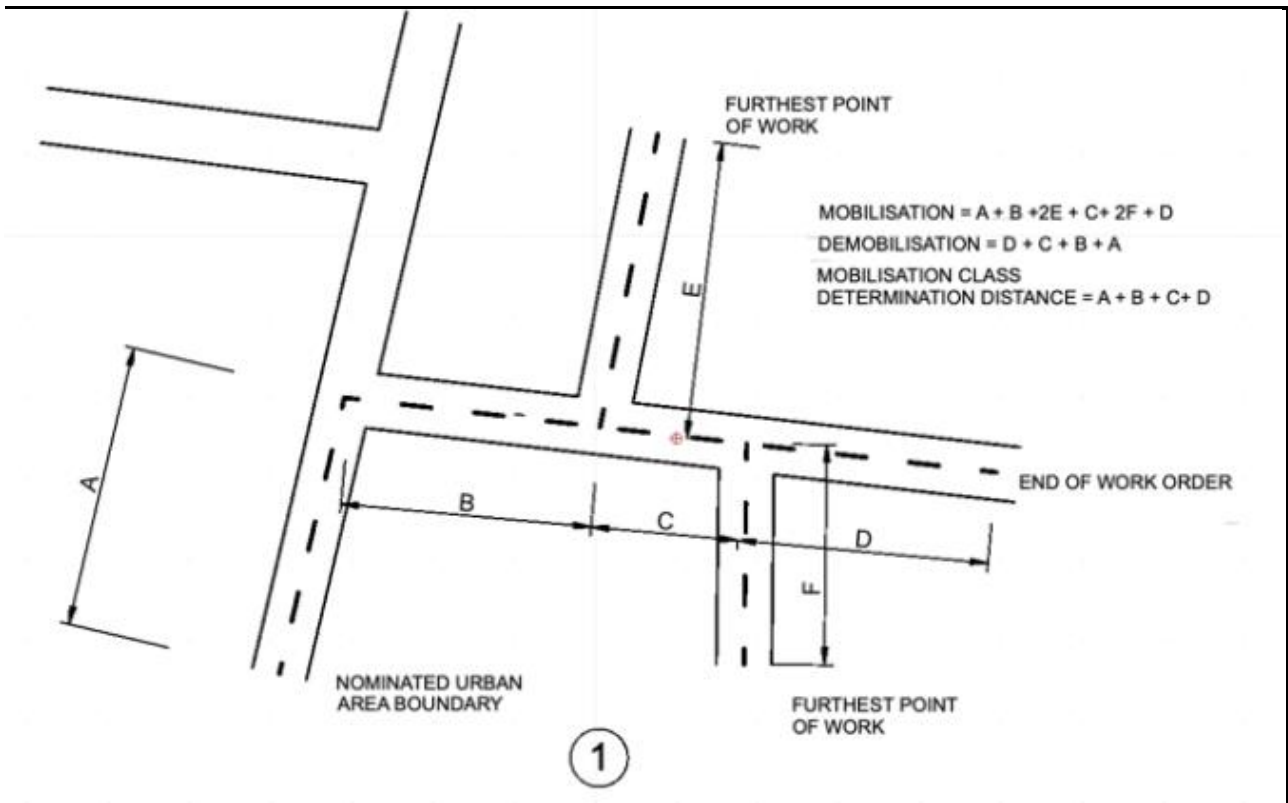 FURTHEST POINT
OF WORK
MOBILISATION = A + B +2E + C+ 2F + D
DEMOBILISATION = D + C + B + A
MOBILISATION CLASS
DETERMINATION DISTANCE = A + B + C+ D
E
A
B
C
D
F
END OF WORK ORDER
NOMINATED URBAN
AREA BOUNDARY
FURTHEST POINT
OF WORK
1